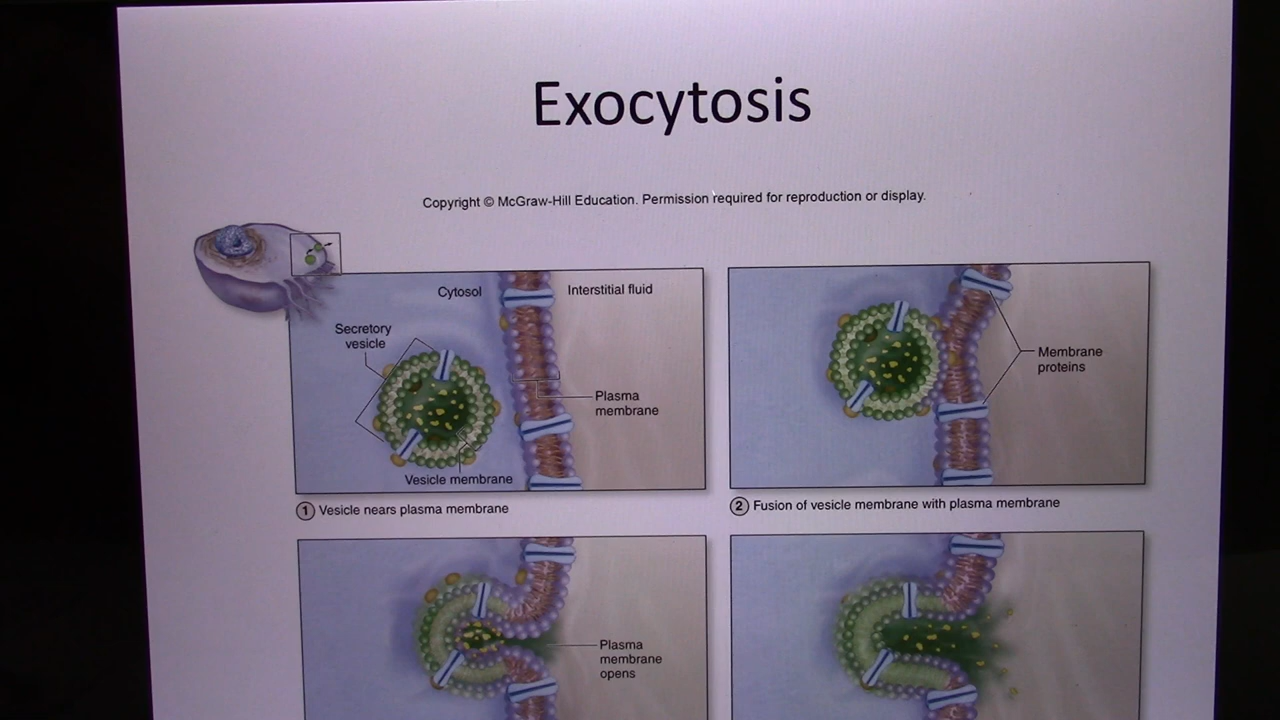 Exocytosis
Copyright © McGraw-Hill Education. Permission required for reproduction or display.
Cytosol
Interstitial fluid
Secretory
vesicle
Plasma
membrane
Vesicle membrane
1 Vesicle nears plasma membrane
Membrane
proteins
2 Fusion of vesicle membrane with plasma membrane
Plasma
membrane
opens